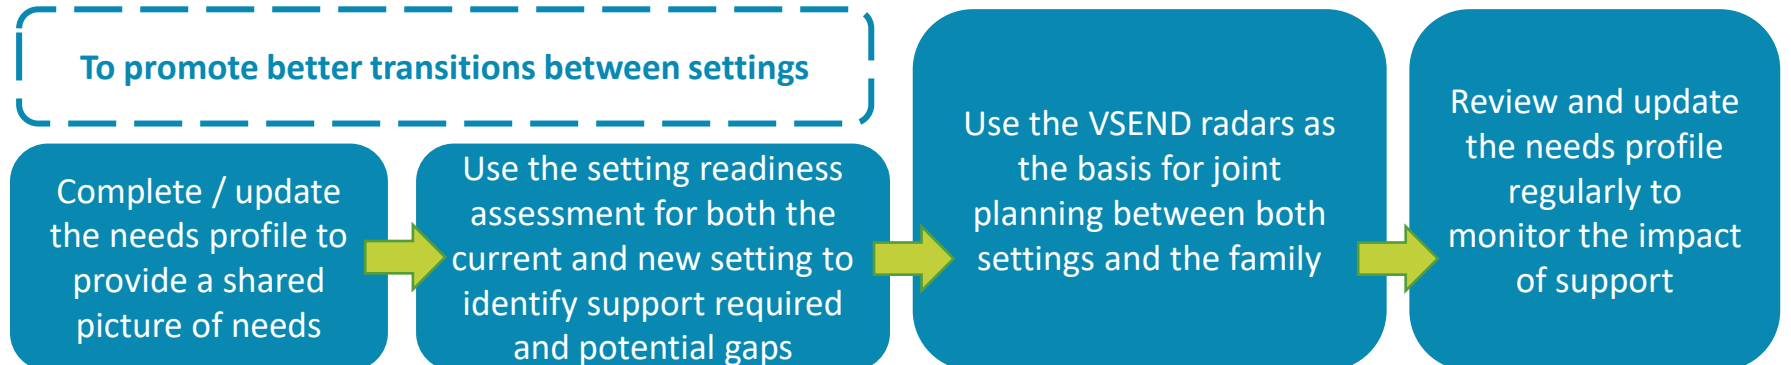 To promote better transitions between settings
Complete / update
the needs profile to
provide a shared
picture of needs
Use the setting readiness
assessment for both the
current and new setting to
identify support required
and potential gaps
Use the VSEND radars as
the basis for joint
planning between both
settings and the family
Review and update
the needs profile
regularly to
monitor the impact
of support